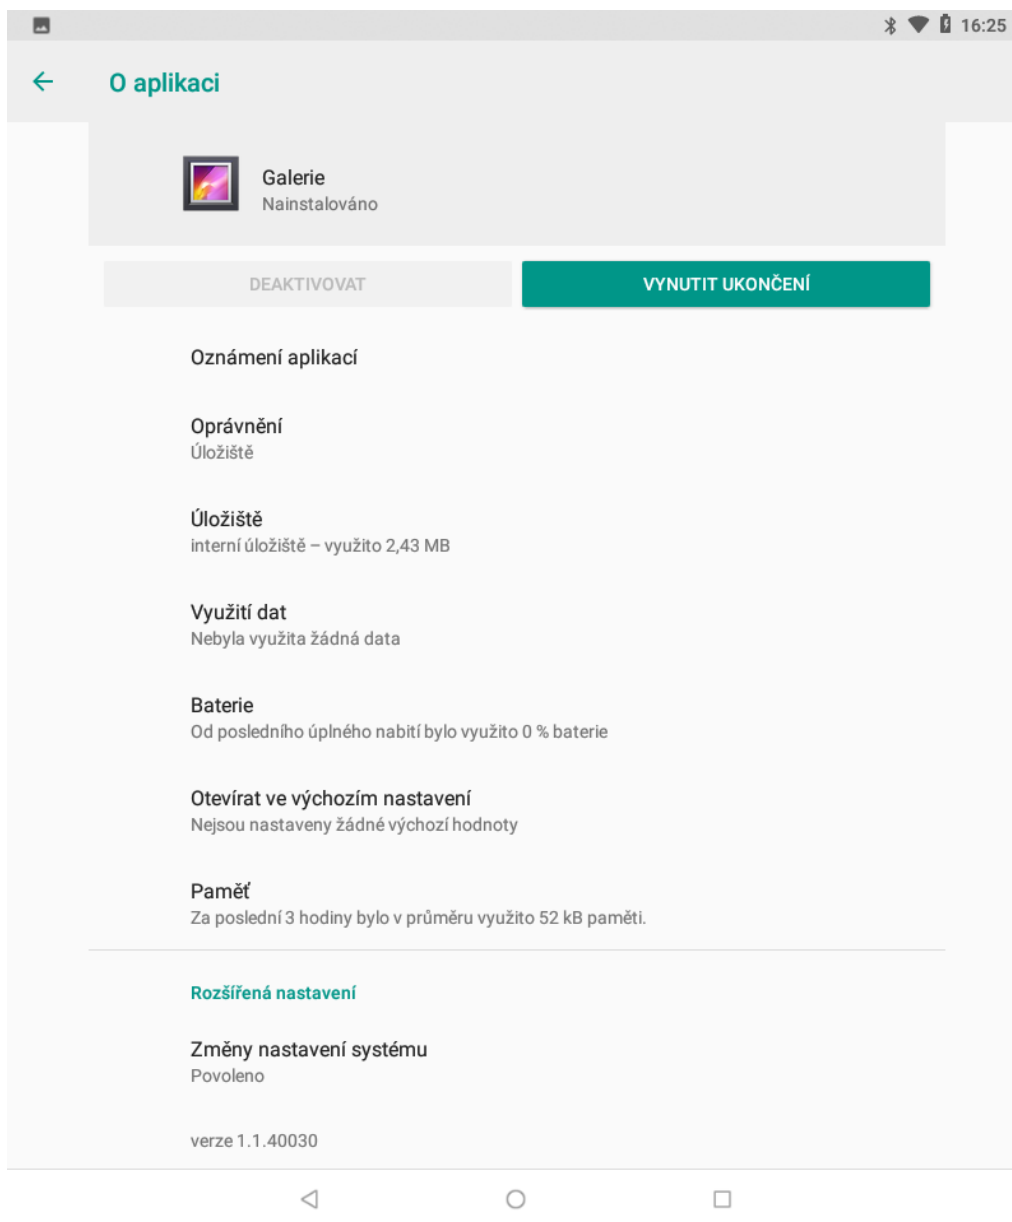 16:25
O aplikaci
Galerie
Nainstalováno
DEAKTIVOVAT
VYNUTIT UKONČENÍ
Oznámení aplikací
Oprávnění
Úložiště
Úložiště
interní úložiště – využito 2,43 MB
Využití dat
Nebyla využita žádná data
Baterie
Od posledního úplného nabití bylo využito 0 % baterie
Otevírat ve výchozím nastavení
Nejsou nastaveny žádné výchozí hodnoty
Paměť
Za poslední 3 hodiny bylo v průměru využito 52 kB paměti.
Rozšířená nastavení
Změny nastavení systému
Povoleno
verze 1.1.40030